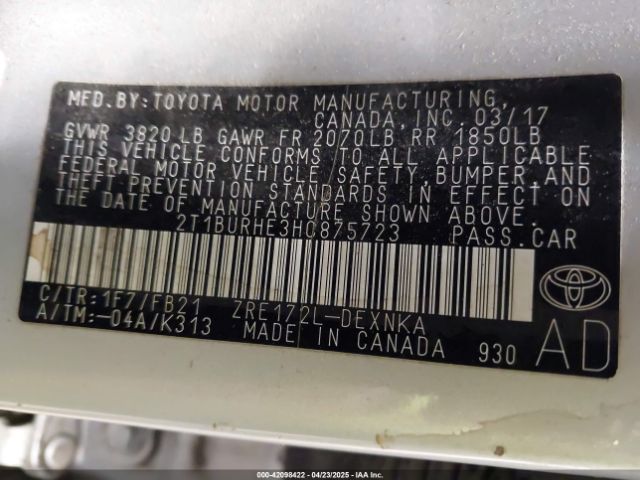 MFD.BY:TOYOTA MOTOR MANUFACTURING,
CANADA,INC.03/17
GVWR 3820LB GAWR FR 2070LB RR 1850LB
THIS VEHICLE CONFORMS TO ALL APPLICABLE
FEDERAL MOTOR VEHICLE SAFETY, BUMPER AND
THEFT PREVENTION STANDARDS IN EFFECT ON
THE DATE OF MANUFACTURE SHOWN ABOVE.
2T1BURHE3HC875723 PASS.CAR
C/TR:1F7/FB21 ZRE172L-DEXNKA
A/TM:-04A/K313 MADE IN CANADA 930
AD
000-42098422 - 04/23/2025 - IAA Inc.